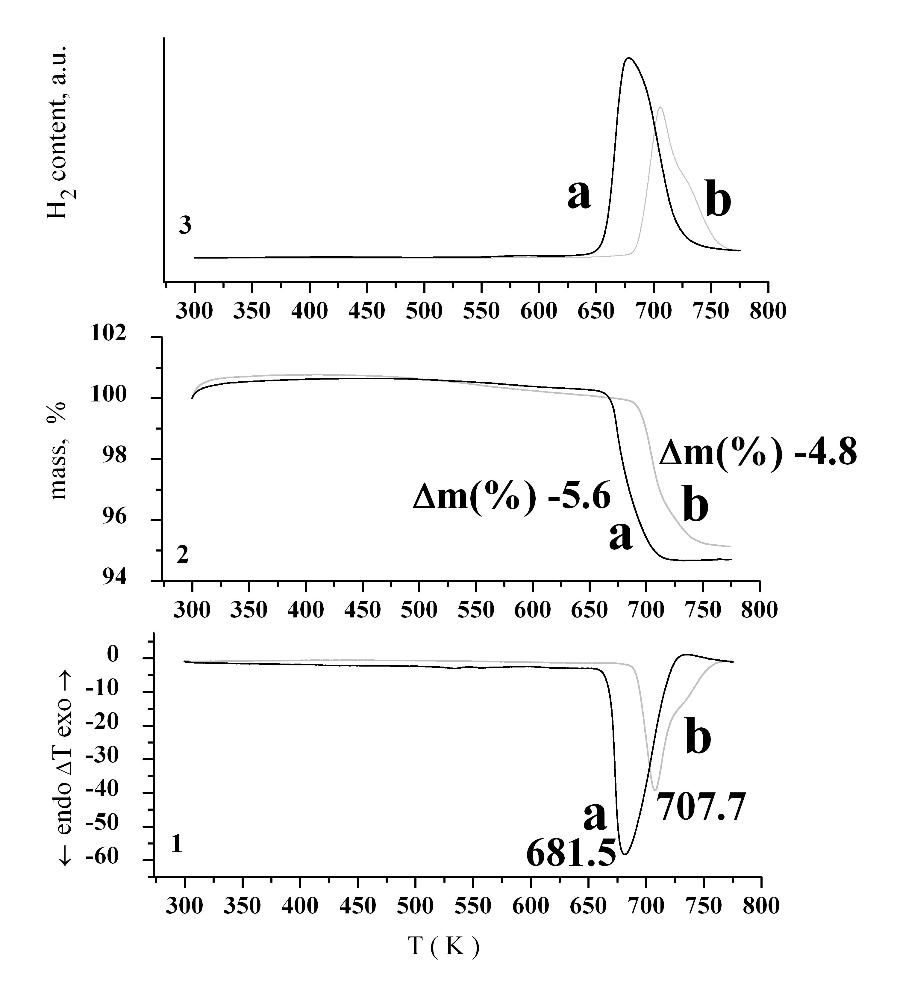 H2 content, a.u.
a
b
3
300 350 400 450 500 550 600 650 700 750 800
mass, %
102
100
98
96
94
Δm(%) -4.8
Δm(%) -5.6
b
a
2
300 350 400 450 500 550 600 650 700 750 800
← endo ΔT exo →
0
-10
-20
-30
-40
-50
-60
b
707.7
a
681.5
1
300 350 400 450 500 550 600 650 700 750 800
T ( K )